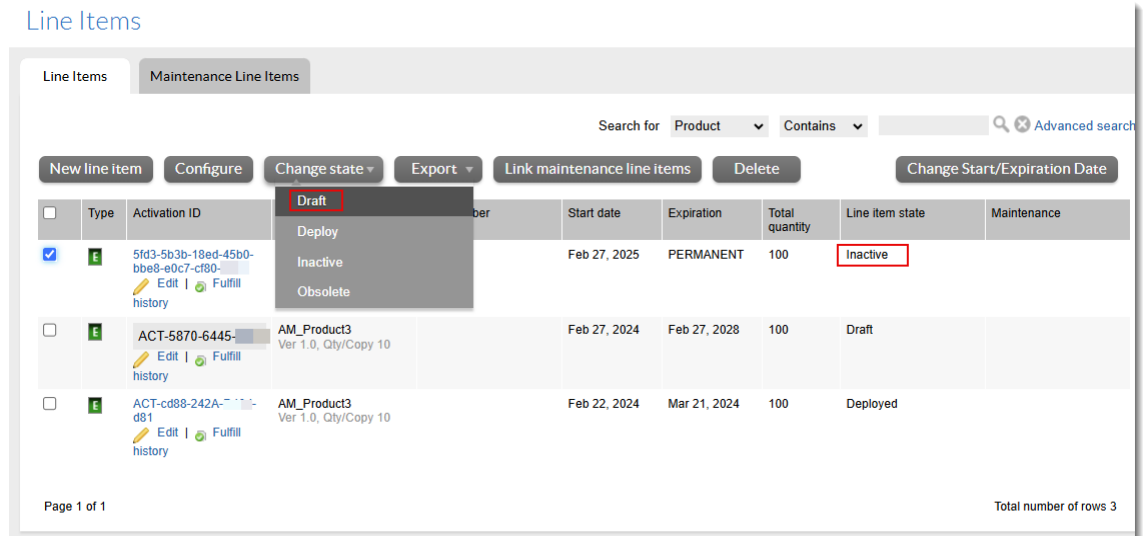 Line Items
Line Items
Maintenance Line Items
Search for Product Contains Advanced search
New line item Configure Change state Export Link maintenance line items Delete Change Start/Expiration Date
Draft
Deploy
Inactive
Obsolete
Type Activation ID Start date Expiration Total quantity Line item state Maintenance
E 5fd3-5b3b-18ed-45b0- Feb 27, 2025 PERMANENT 100 Inactive
bbe8-e0c7-cf80-
Edit | Fulfill
history
E ACT-5870-6445- AM_Product3 Feb 27, 2024 Feb 27, 2028 100 Draft
Ver 1.0, Qty/Copy 10
Edit | Fulfill
history
E ACT-cd88-242A- AM_Product3 Feb 22, 2024 Mar 21, 2024 100 Deployed
d81 Ver 1.0, Qty/Copy 10
Edit | Fulfill
history
Page 1 of 1 Total number of rows 3